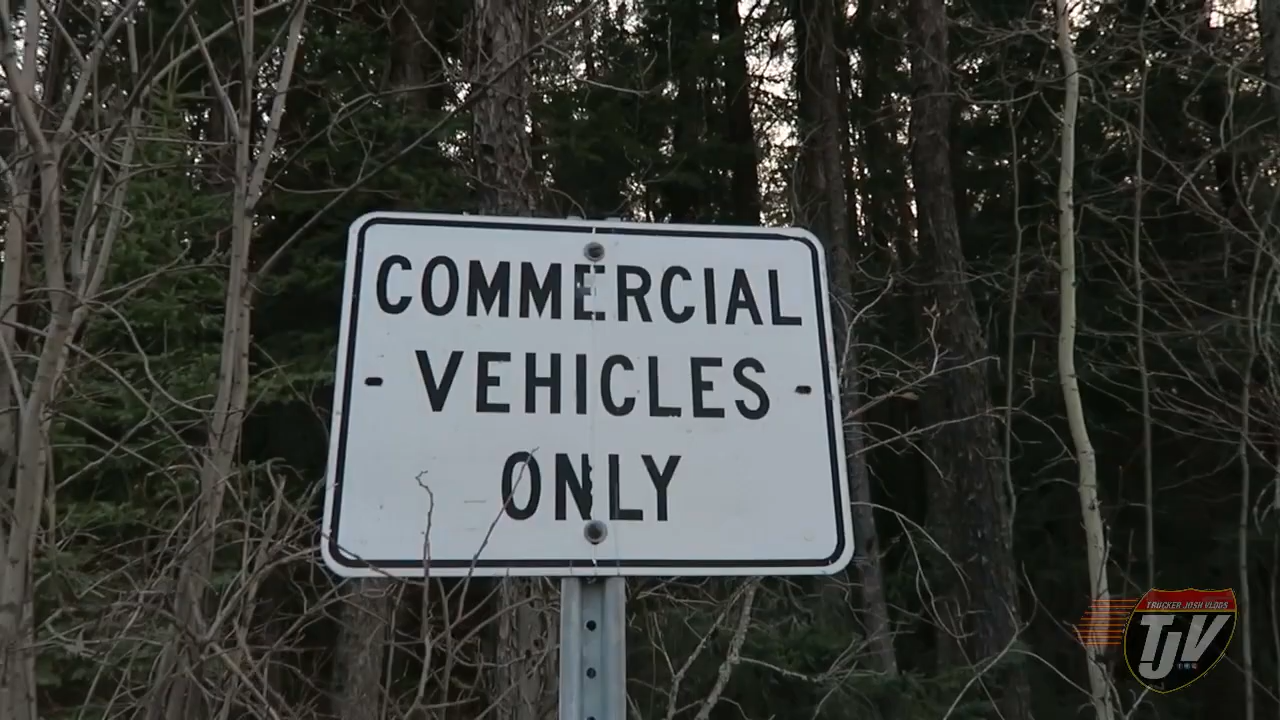 COMMERCIAL
VEHICLES
ONLY
TRUCKER JOSH VLOGS
TJV